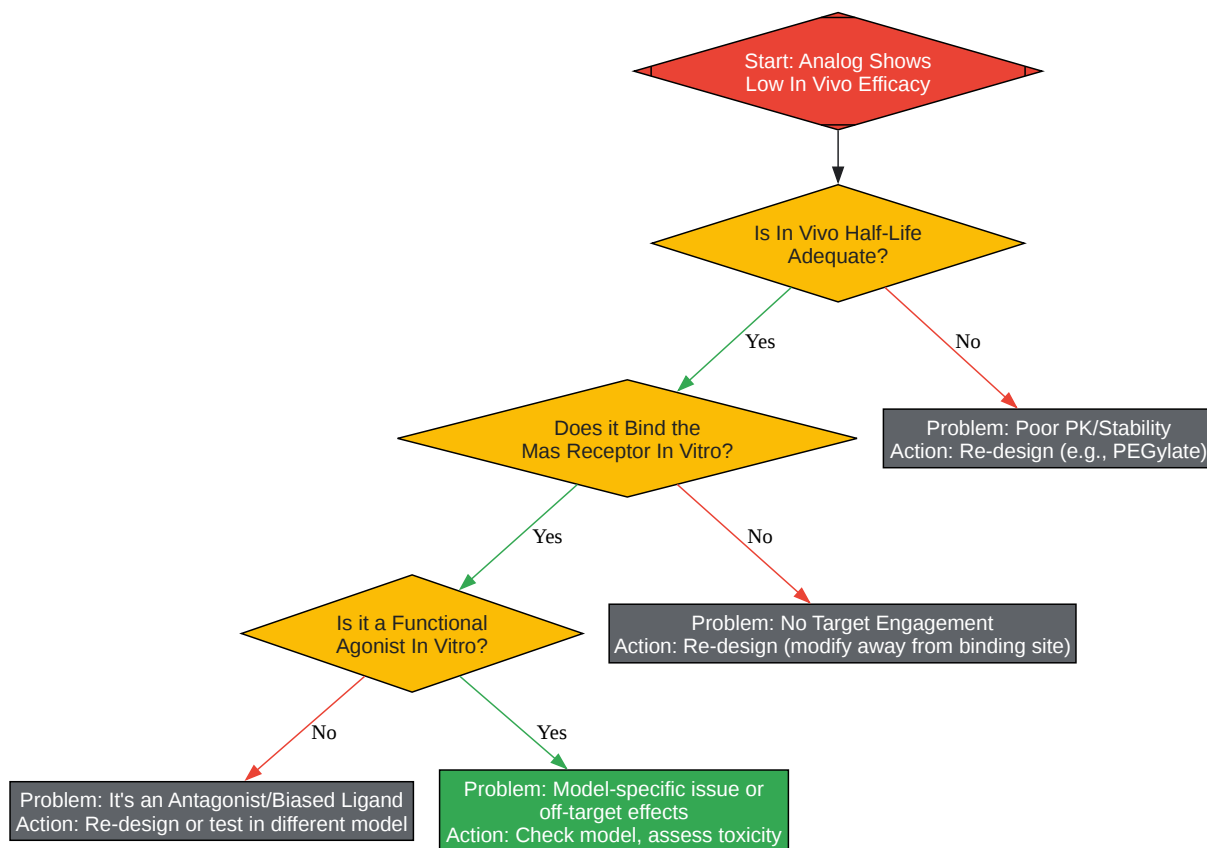 Start: Analog Shows
Low In Vivo Efficacy
Is In Vivo Half-Life
Adequate?
Yes
No
Does it Bind the
Mas Receptor In Vitro?
Problem: Poor PK/Stability
Action: Re-design (e.g., PEGylate)
Yes
No
Is it a Functional
Agonist In Vitro?
Problem: No Target Engagement
Action: Re-design (modify away from binding site)
No
Yes
Problem: It's an Antagonist/Biased Ligand
Action: Re-design or test in different model
Problem: Model-specific issue or
off-target effects
Action: Check model, assess toxicity